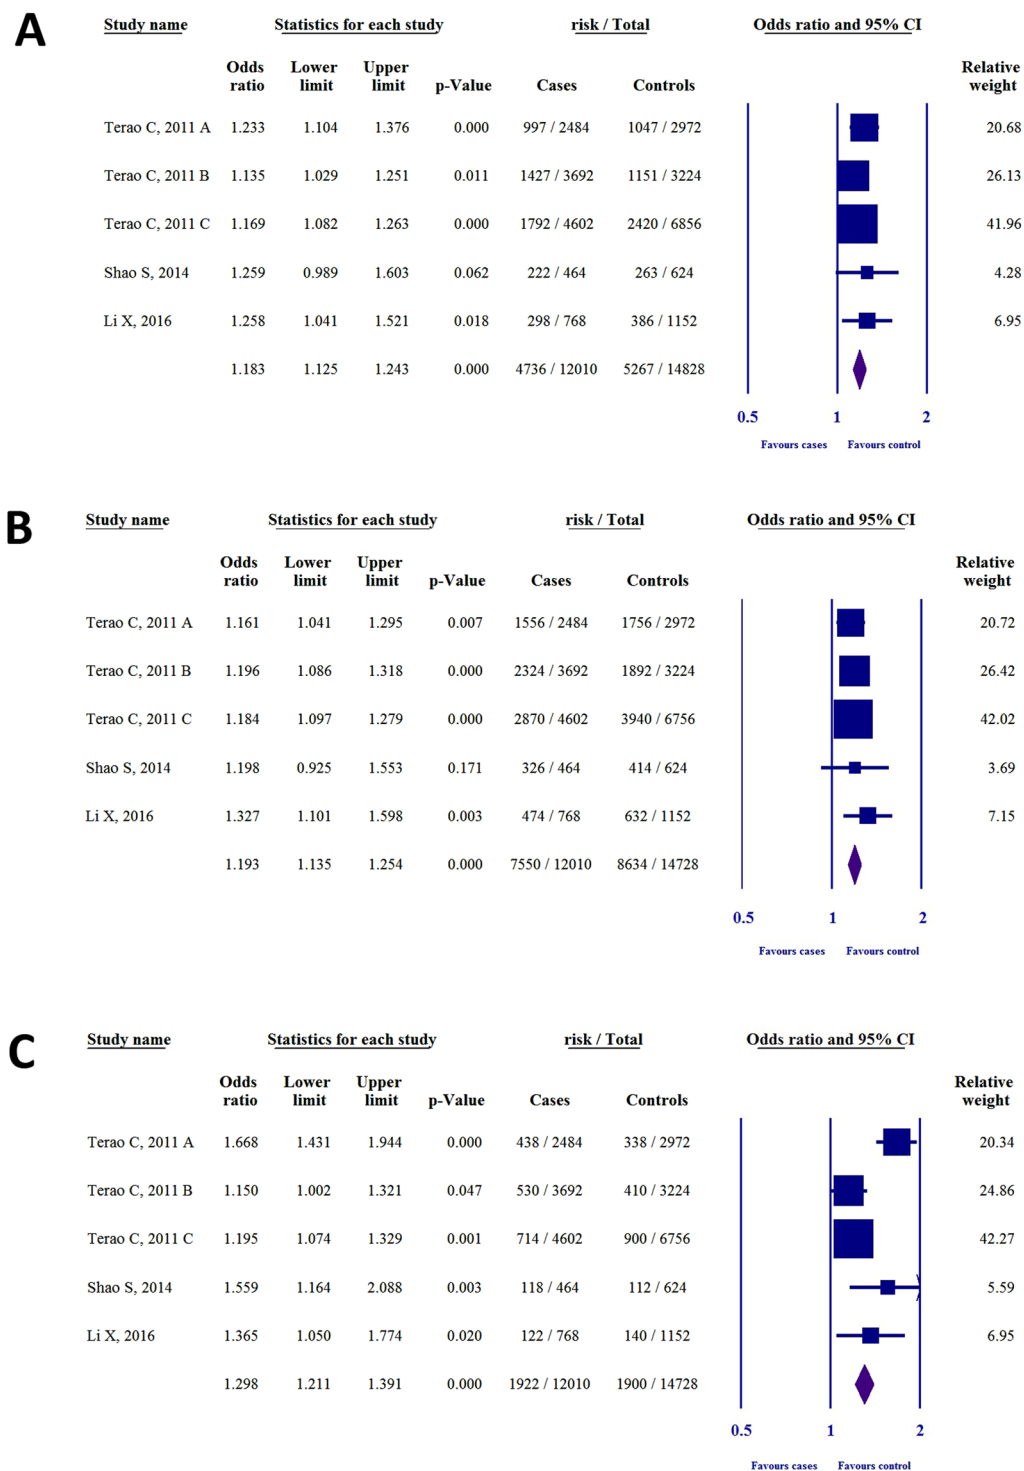 A
Study name Statistics for each study risk / Total Odds ratio and 95% CI
Odds Lower Upper Relative
ratio limit limit p-Value Cases Controls weight
Terao C, 2011 A 1.233 1.104 1.376 0.000 997 / 2484 1047 / 2972 20.68
Terao C, 2011 B 1.135 1.029 1.251 0.011 1427 / 3692 1151 / 3224 26.13
Terao C, 2011 C 1.169 1.082 1.263 0.000 1792 / 4602 2420 / 6856 41.96
Shao S, 2014 1.259 0.989 1.603 0.062 222 / 464 263 / 624 4.28
Li X, 2016 1.258 1.041 1.521 0.018 298 / 768 386 / 1152 6.95
1.183 1.125 1.243 0.000 4736 / 12010 5267 / 14828
0.5 1 2
Favours cases Favours control
B
Study name Statistics for each study risk / Total Odds ratio and 95% CI
Odds Lower Upper Relative
ratio limit limit p-Value Cases Controls weight
Terao C, 2011 A 1.161 1.041 1.295 0.007 1556 / 2484 1756 / 2972 20.72
Terao C, 2011 B 1.196 1.086 1.318 0.000 2324 / 3692 1892 / 3224 26.42
Terao C, 2011 C 1.184 1.097 1.279 0.000 2870 / 4602 3940 / 6756 42.02
Shao S, 2014 1.198 0.925 1.553 0.171 326 / 464 414 / 624 3.69
Li X, 2016 1.327 1.101 1.598 0.003 474 / 768 632 / 1152 7.15
1.193 1.135 1.254 0.000 7550 / 12010 8634 / 14728
0.5 1 2
Favours cases Favours control
C
Study name Statistics for each study risk / Total Odds ratio and 95% CI
Odds Lower Upper Relative
ratio limit limit p-Value Cases Controls weight
Terao C, 2011 A 1.668 1.431 1.944 0.000 438 / 2484 338 / 2972 20.34
Terao C, 2011 B 1.150 1.002 1.321 0.047 530 / 3692 410 / 3224 24.86
Terao C, 2011 C 1.195 1.074 1.329 0.001 714 / 4602 900 / 6756 42.27
Shao S, 2014 1.559 1.164 2.088 0.003 118 / 464 112 / 624 5.59
Li X, 2016 1.365 1.050 1.774 0.020 122 / 768 140 / 1152 6.95
1.298 1.211 1.391 0.000 1922 / 12010 1900 / 14728
0.5 1 2
Favours cases Favours control